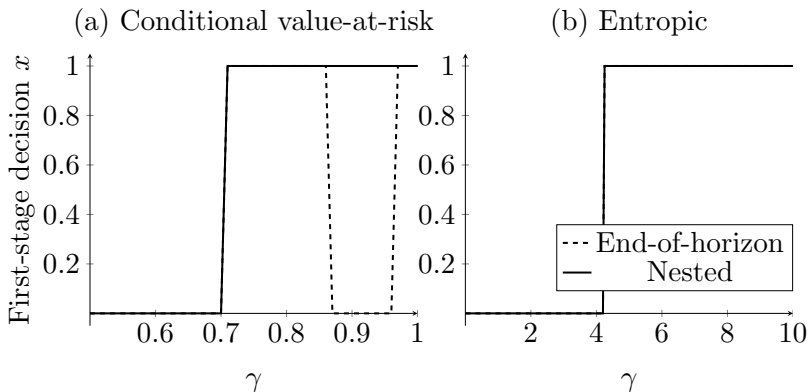 (a) Conditional value-at-risk
First-stage decision x
1
0.8
0.6
0.4
0.2
0.6 0.7 0.8 0.9 1
γ
(b) Entropic
1
0.8
0.6
0.4
0.2
End-of-horizon
Nested
2 4 6 8 10
γ